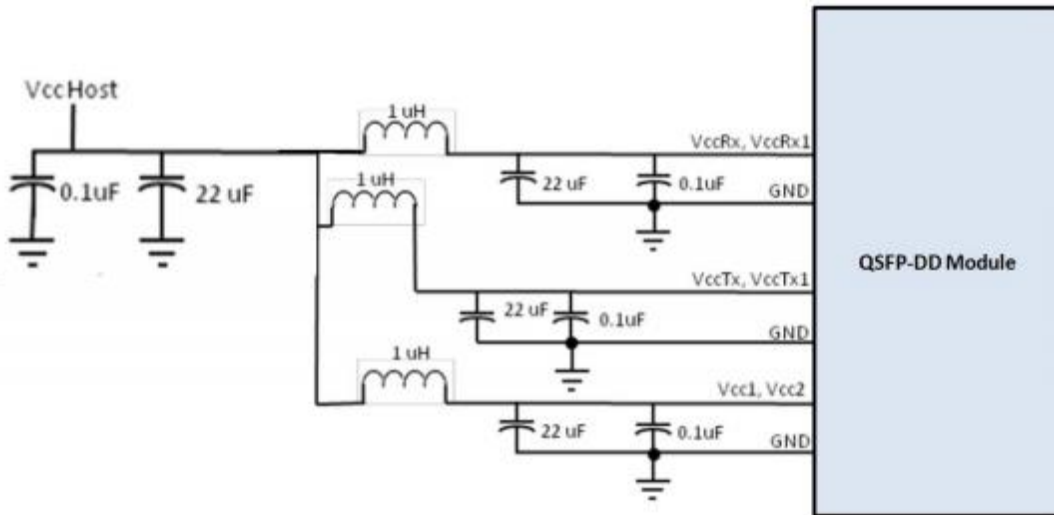 VccHost
0.1uF
22 uF
1 uH
VccRx, VccRx1
22 uF
0.1uF
GND
1 uH
VccTx, VccTx1
22 uF
0.1uF
GND
1 uH
Vcc1, Vcc2
22 uF
0.1uF
GND
QSFP-DD Module